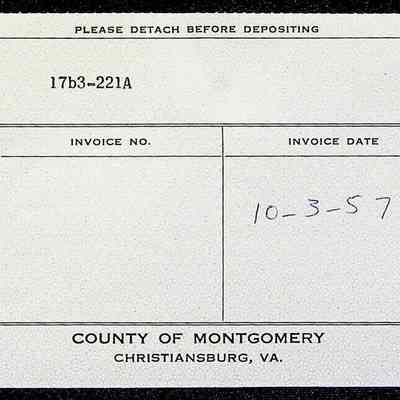 PLEASE DETACH BEFORE DEPOSITING
17b3-221A
INVOICE NO.
INVOICE DATE
10-3-57
COUNTY OF MONTGOMERY
CHRISTIANSBURG, VA.